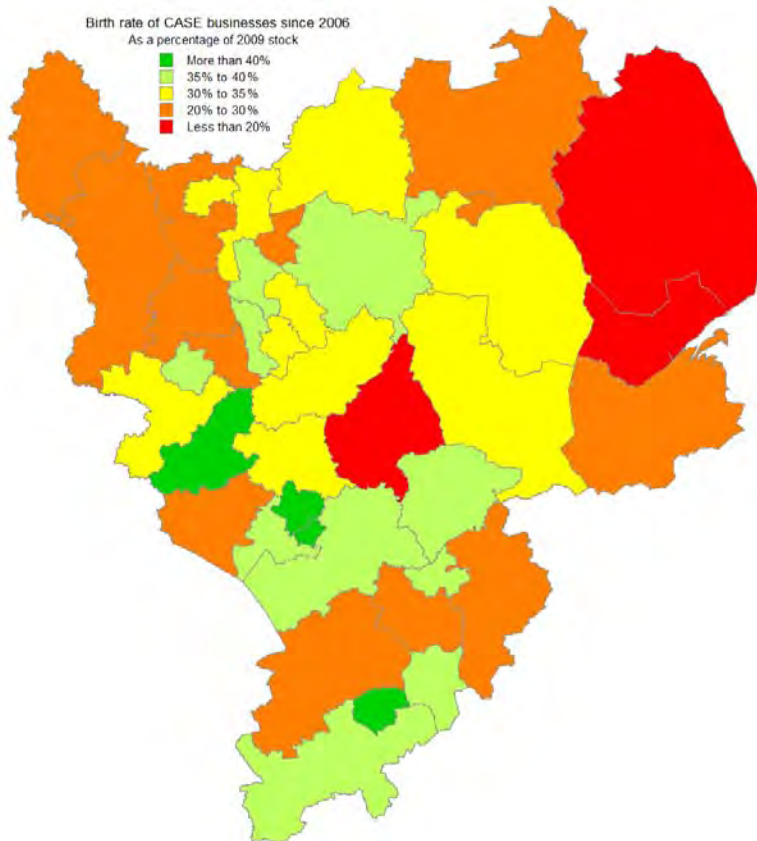 Birth rate of CASE businesses since 2006
As a percentage of 2009 stock
More than 40%
35% to 40%
30% to 35%
20% to 30%
Less than 20%